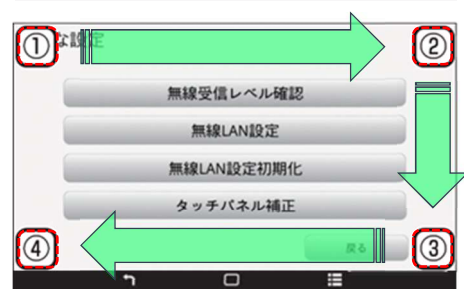 ① な設定 ②
無線受信レベル確認
無線LAN設定
無線LAN設定初期化
タッチパネル補正
④ 戻る ③